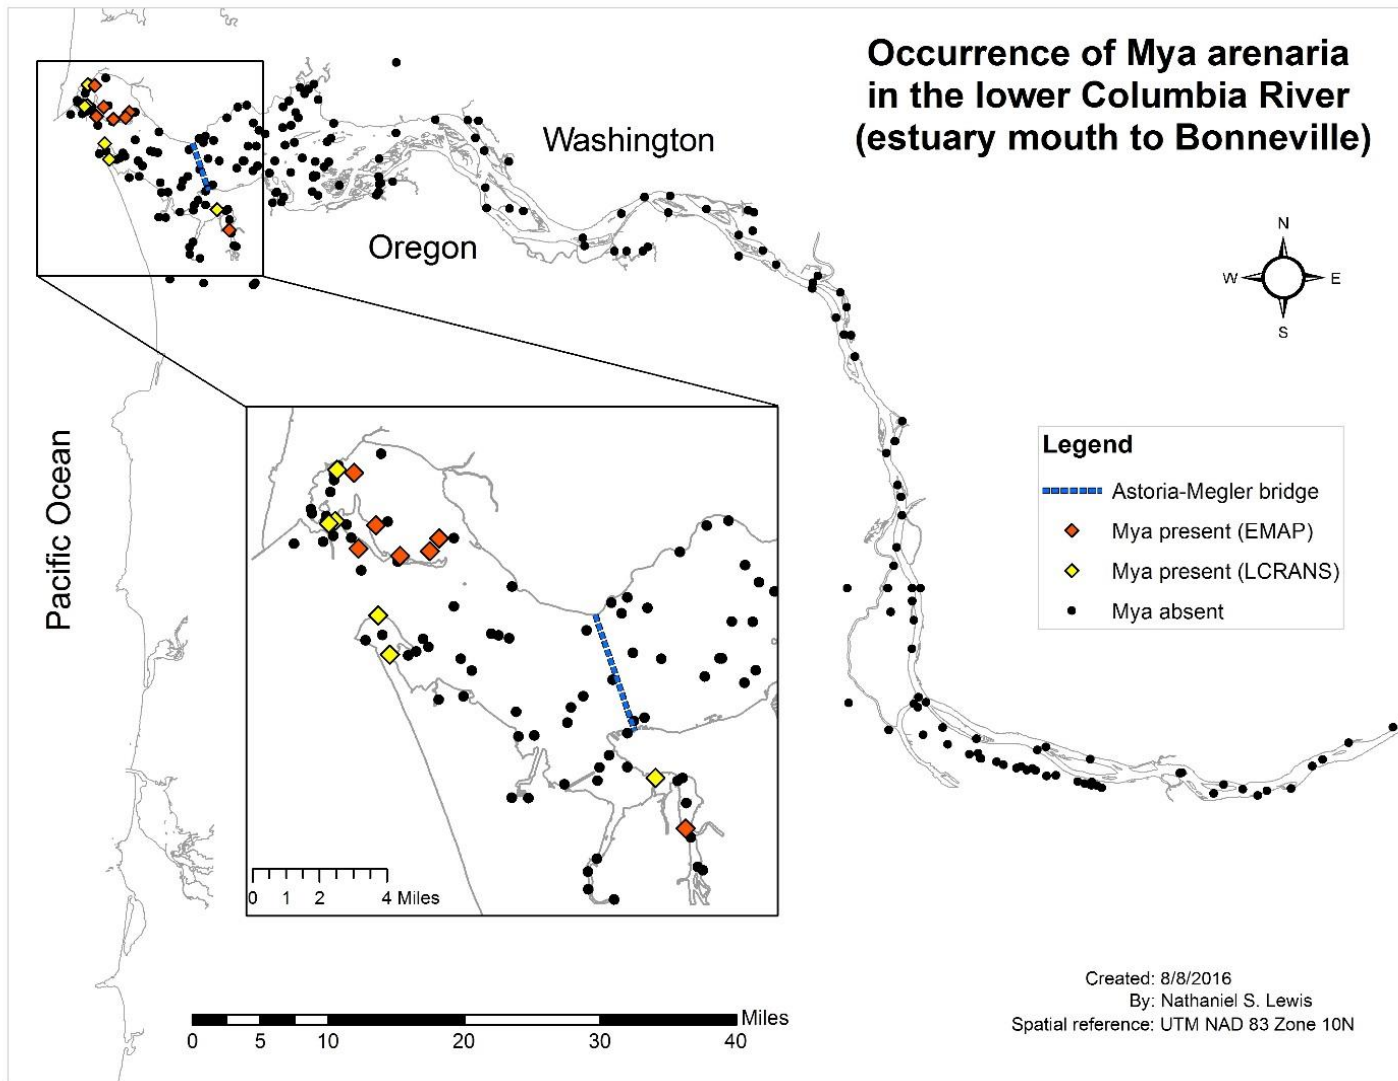 Occurrence of Mya arenaria
in the lower Columbia River
(estuary mouth to Bonneville)
Washington
Oregon
N
W E
S
Pacific Ocean
Legend
Astoria-Megler bridge
Mya present (EMAP)
Mya present (LCRANS)
Mya absent
0 1 2 4 Miles
Miles
0 5 10 20 30 40
Created: 8/8/2016
By: Nathaniel S. Lewis
Spatial reference: UTM NAD 83 Zone 10N